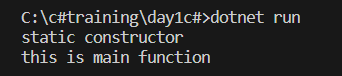 C:\c#training\day1c#>dotnet run
static constructor
this is main function